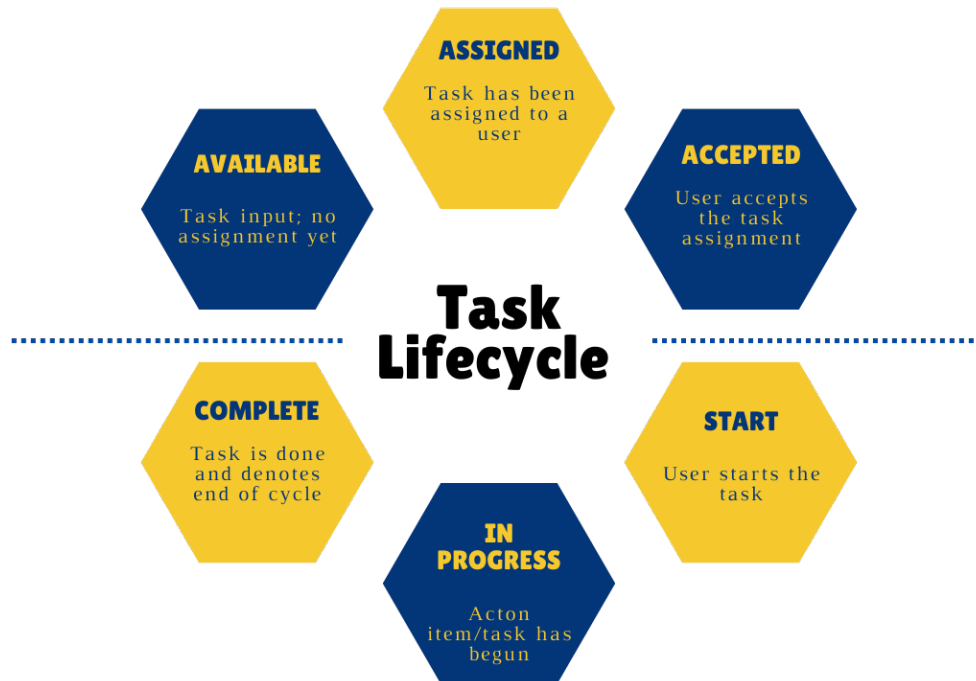 ASSIGNED
Task has been
assigned to a
user
AVAILABLE
Task input; no
assignment yet
ACCEPTED
User accepts
the task
assignment
Task
Lifecycle
COMPLETE
Task is done
and denotes
end of cycle
START
User starts the
task
IN
PROGRESS
Acton
item/task has
begun